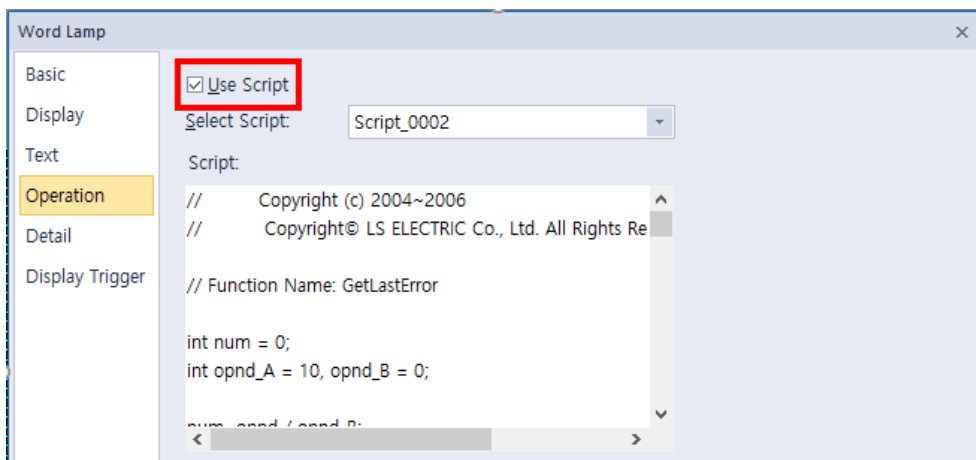 Word Lamp
Basic
Display
Text
Operation
Detail
Display Trigger
Use Script
Select Script:
Script_0002
Script:
// Copyright (c) 2004~2006
// Copyright© LS ELECTRIC Co., Ltd. All Rights Re
// Function Name: GetLastError
int num = 0;
int opnd_A = 10, opnd_B = 0;